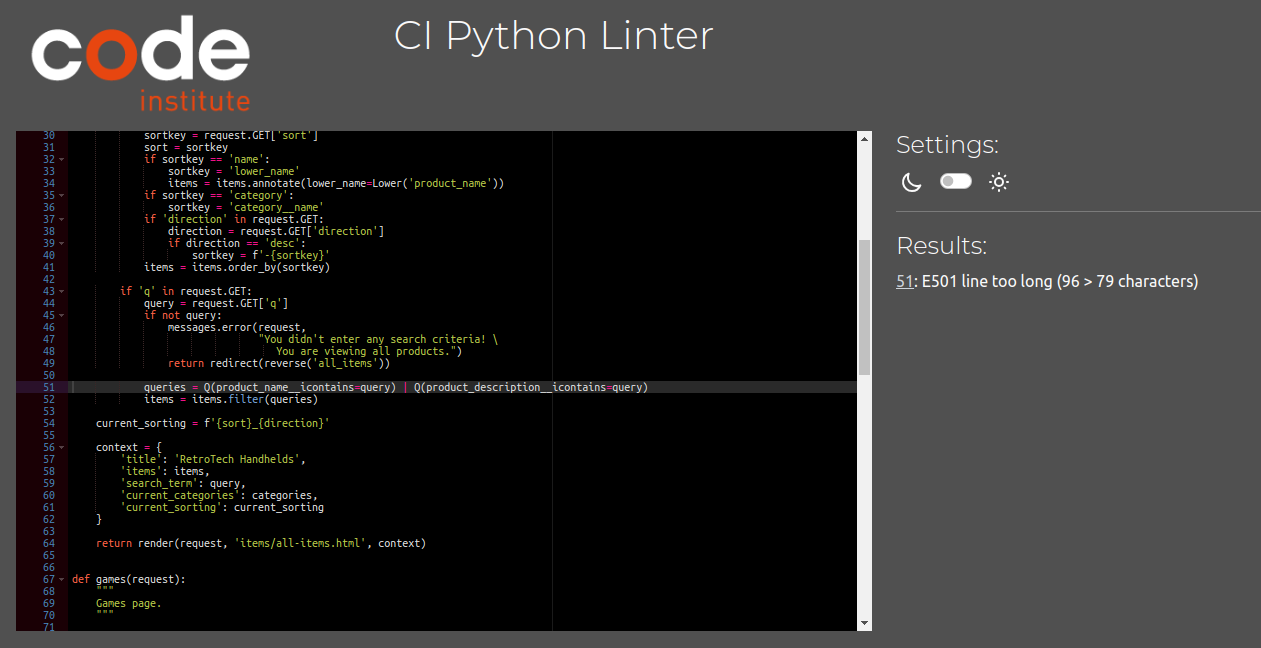 code
institute
CI Python Linter
30 sortkey = request.GET['sort']
31 sort = sortkey
32 if sortkey == 'name':
33 sortkey = 'lower_name'
34 items = items.annotate(lower_name=Lower('product_name'))
35 if sortkey == 'category':
36 sortkey = 'category__name'
37 if 'direction' in request.GET:
38 direction = request.GET['direction']
39 if direction == 'desc':
40 sortkey = f'-{sortkey}'
41 items = items.order_by(sortkey)
42
43 if 'q' in request.GET:
44 query = request.GET['q']
45 if not query:
46 messages.error(request,
47 "You didn't enter any search criteria! \
48 You are viewing all products.")
49 return redirect(reverse('all_items'))
50
51 queries = Q(product_name__icontains=query) | Q(product_description__icontains=query)
52 items = items.filter(queries)
53
54 current_sorting = f'{sort}_{direction}'
55
56 context = {
57 'title': 'RetroTech Handhelds',
58 'items': items,
59 'search_term': query,
60 'current_categories': categories,
61 'current_sorting': current_sorting
62 }
63
64 return render(request, 'items/all-items.html', context)
65
66
67 def games(request):
68 """
69 Games page.
70 """
71
Settings:
Results:
51: E501 line too long (96 > 79 characters)